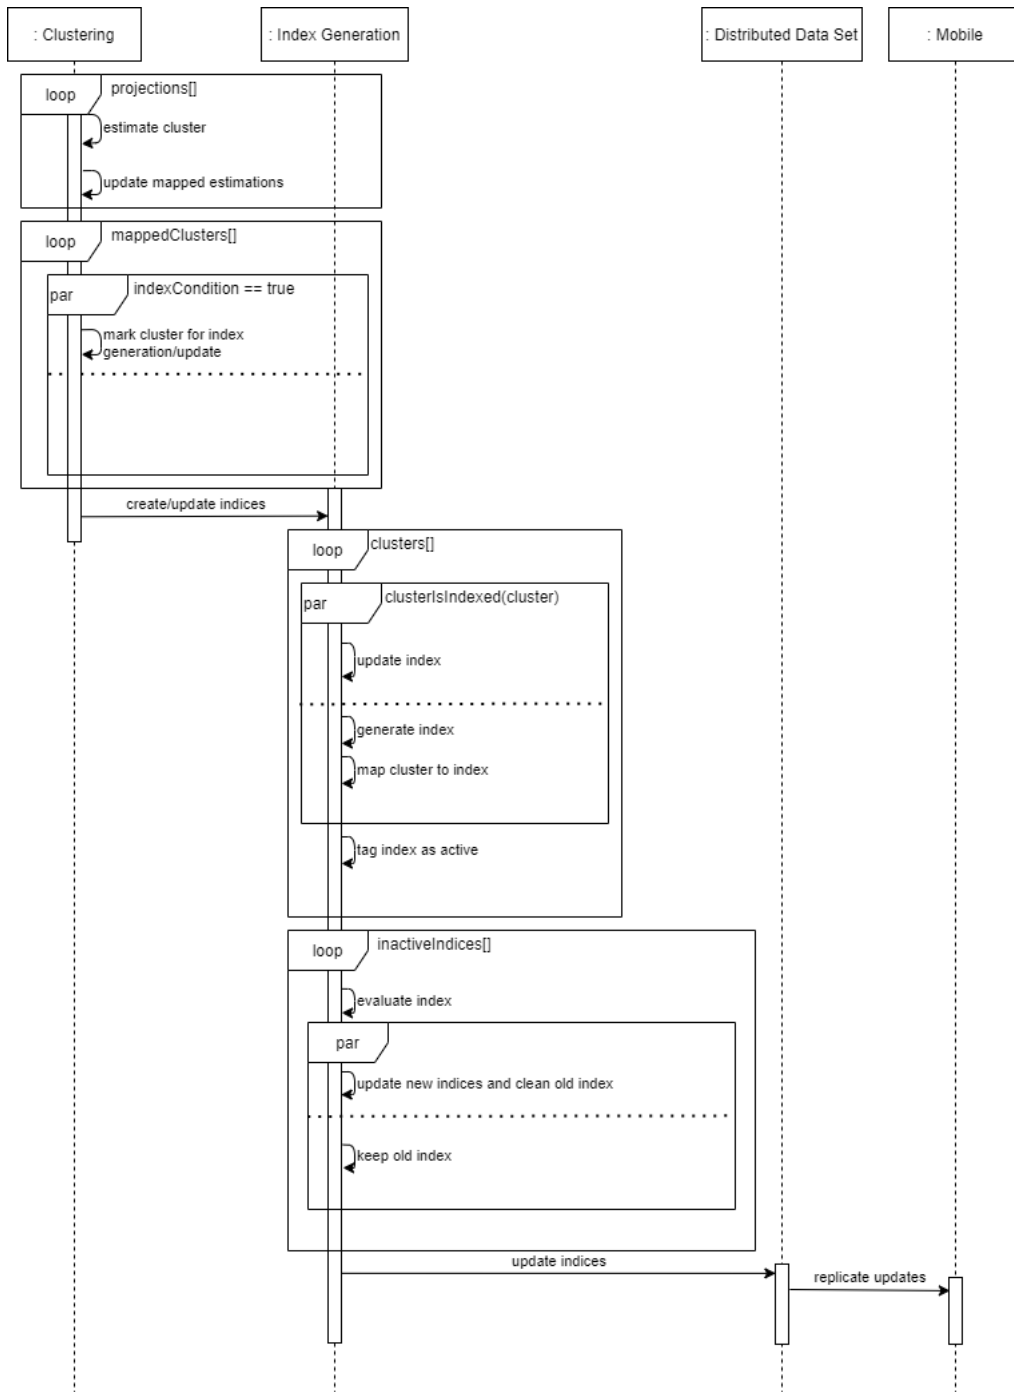 : Clustering
: Index Generation
: Distributed Data Set
: Mobile
loop
projections[]
estimate cluster
update mapped estimations
loop
mappedClusters[]
par
indexCondition == true
mark cluster for index
generation/update
create/update indices
loop
clusters[]
par
clusterIsIndexed(cluster)
update index
generate index
map cluster to index
tag index as active
loop
inactiveIndices[]
evaluate index
par
update new indices and clean old index
keep old index
update indices
replicate updates